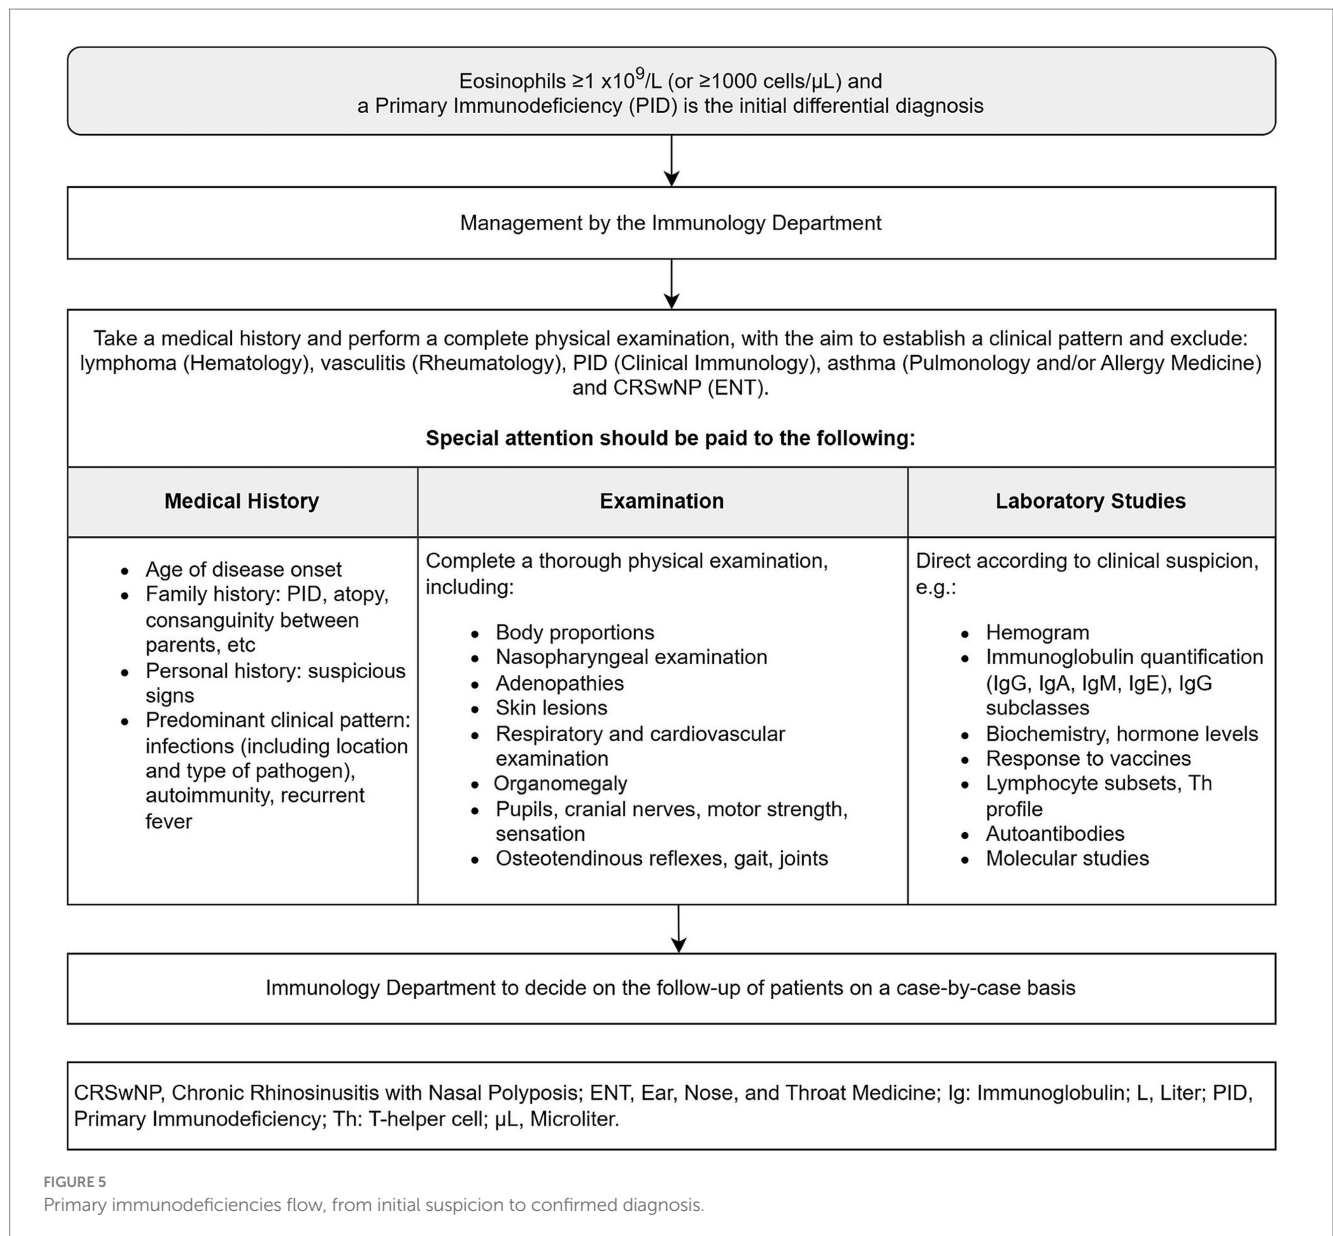 Eosinophils ≥1 x10⁹/L (or ≥1000 cells/µL) and
a Primary Immunodeficiency (PID) is the initial differential diagnosis
Management by the Immunology Department
Take a medical history and perform a complete physical examination, with the aim to establish a clinical pattern and exclude:
lymphoma (Hematology), vasculitis (Rheumatology), PID (Clinical Immunology), asthma (Pulmonology and/or Allergy Medicine)
and CRSwNP (ENT).
Special attention should be paid to the following:
Medical History
• Age of disease onset
• Family history: PID, atopy,
consanguinity between
parents, etc
• Personal history: suspicious
signs
• Predominant clinical pattern:
infections (including location
and type of pathogen),
autoimmunity, recurrent
fever
Examination
Complete a thorough physical examination,
including:
• Body proportions
• Nasopharyngeal examination
• Adenopathies
• Skin lesions
• Respiratory and cardiovascular
examination
• Organomegaly
• Pupils, cranial nerves, motor strength,
sensation
• Osteotendinous reflexes, gait, joints
Laboratory Studies
Direct according to clinical suspicion,
e.g.:
• Hemogram
• Immunoglobulin quantification
(IgG, IgA, IgM, IgE), IgG
subclasses
• Biochemistry, hormone levels
• Response to vaccines
• Lymphocyte subsets, Th
profile
• Autoantibodies
• Molecular studies
Immunology Department to decide on the follow-up of patients on a case-by-case basis
CRSwNP, Chronic Rhinosinusitis with Nasal Polyposis; ENT, Ear, Nose, and Throat Medicine; Ig: Immunoglobulin; L, Liter; PID,
Primary Immunodeficiency; Th: T-helper cell; µL, Microliter.
FIGURE 5
Primary immunodeficiencies flow, from initial suspicion to confirmed diagnosis.